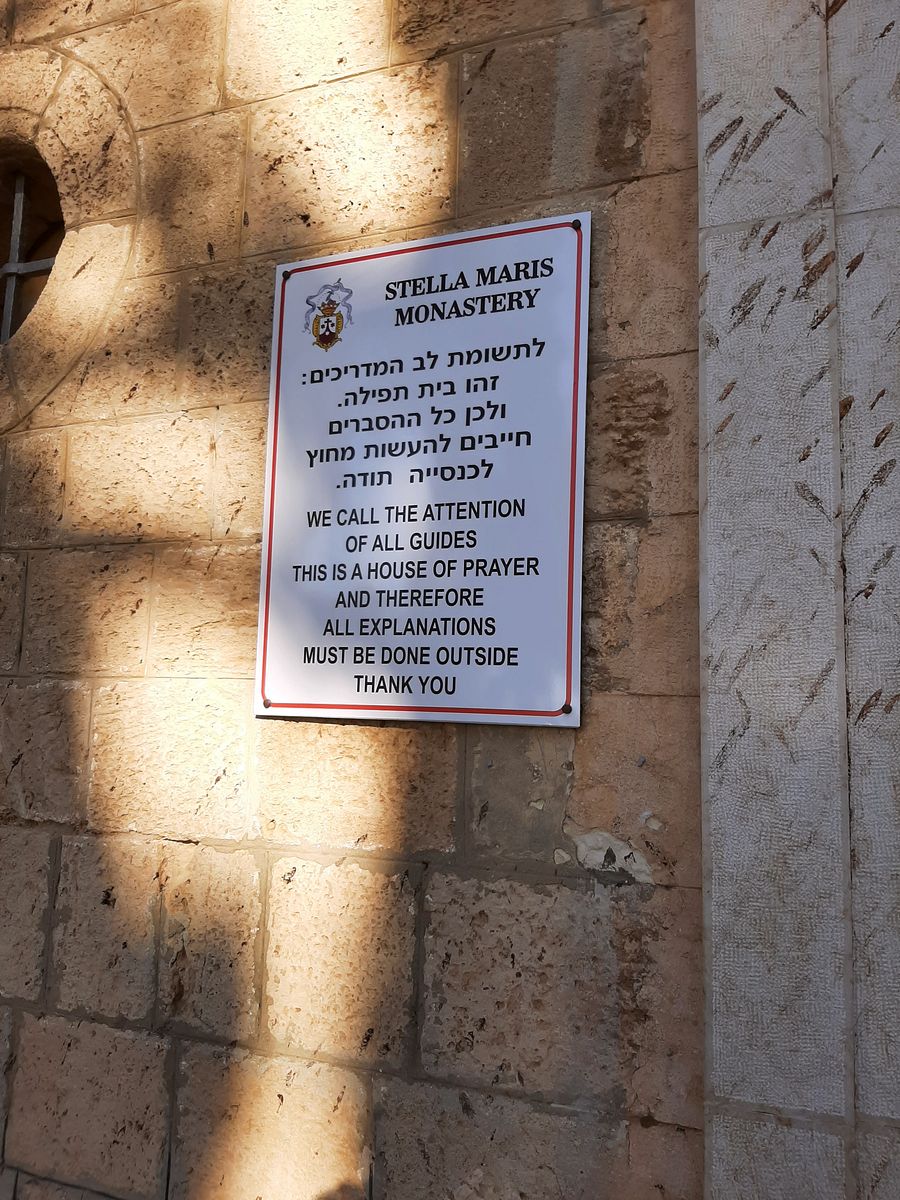 STELLA MARIS
MONASTERY
לתשומת לב המדריכים:
זהו בית תפילה.
ולכן כל ההסברים
חייבים להעשות מחוץ
לכנסייה תודה.
WE CALL THE ATTENTION
OF ALL GUIDES
THIS IS A HOUSE OF PRAYER
AND THEREFORE
ALL EXPLANATIONS
MUST BE DONE OUTSIDE
THANK YOU